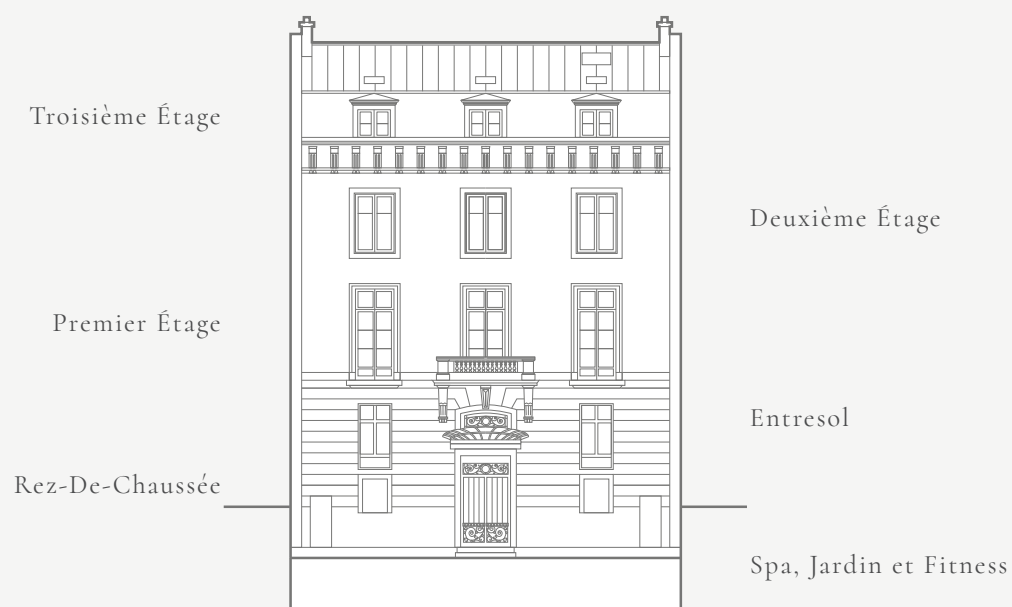 Troisième Étage
Deuxième Étage
Premier Étage
Entresol
Rez-De-Chaussée
Spa, Jardin et Fitness